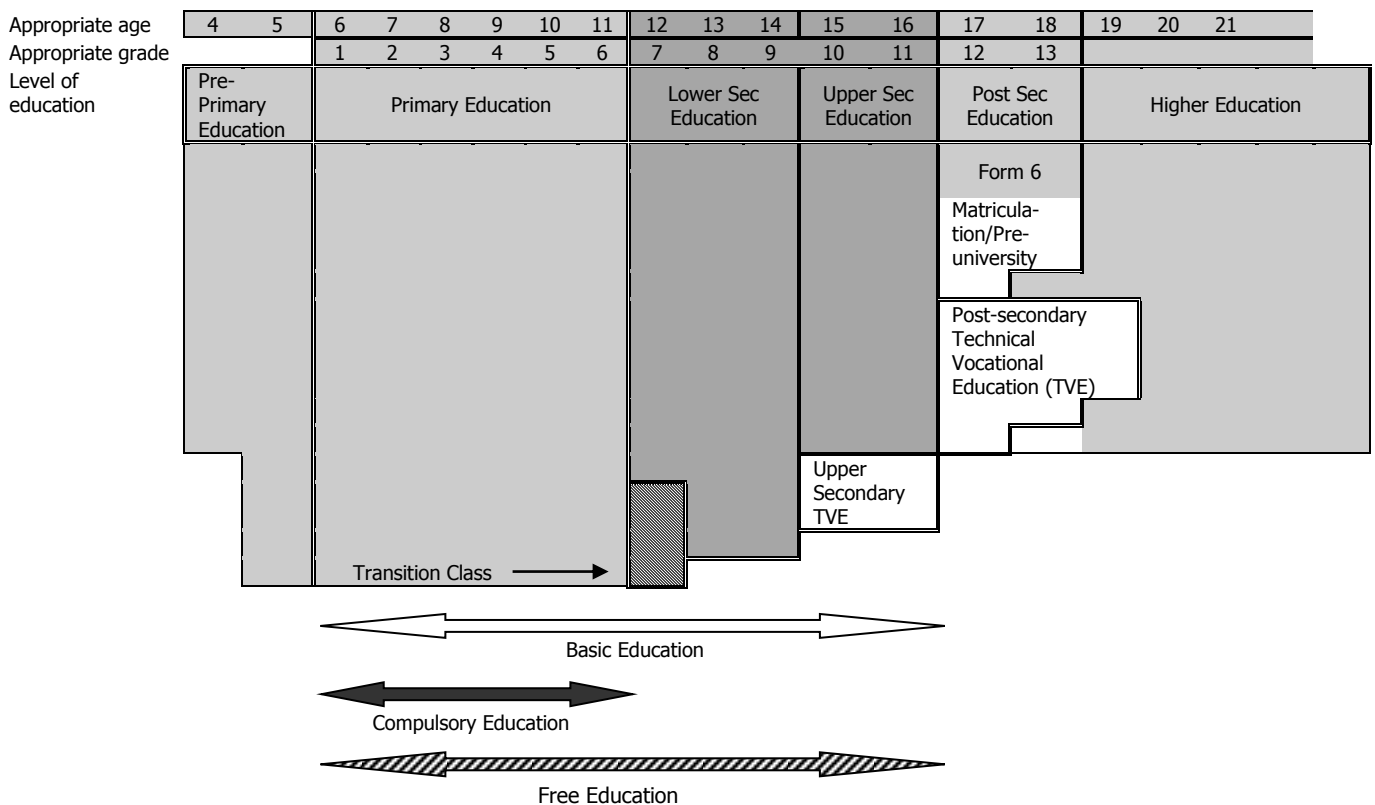 Appropriate age 4 5 6 7 8 9 10 11 12 13 14 15 16 17 18 19 20 21
Appropriate grade 1 2 3 4 5 6 7 8 9 10 11 12 13
Level of
education
Pre-
Primary
Education
Primary Education
Lower Sec
Education
Upper Sec
Education
Post Sec
Education
Higher Education
Form 6
Matricula-
tion/Pre-
university
Post-secondary
Technical
Vocational
Education (TVE)
Upper
Secondary
TVE
Transition Class
Basic Education
Compulsory Education
Free Education